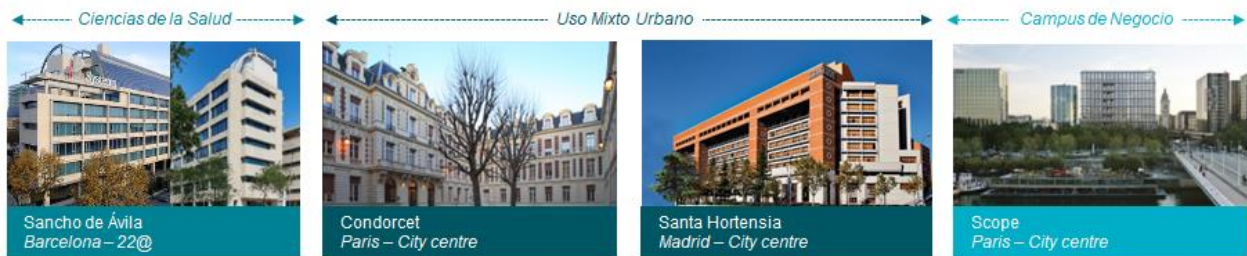 Ciencias de la Salud
Uso Mixto Urbano
Campus de Negocio
Sancho de Ávila
Barcelona – 22@
Condorcet
Paris – City centre
Santa Hortensia
Madrid – City centre
Scope
Paris – City centre